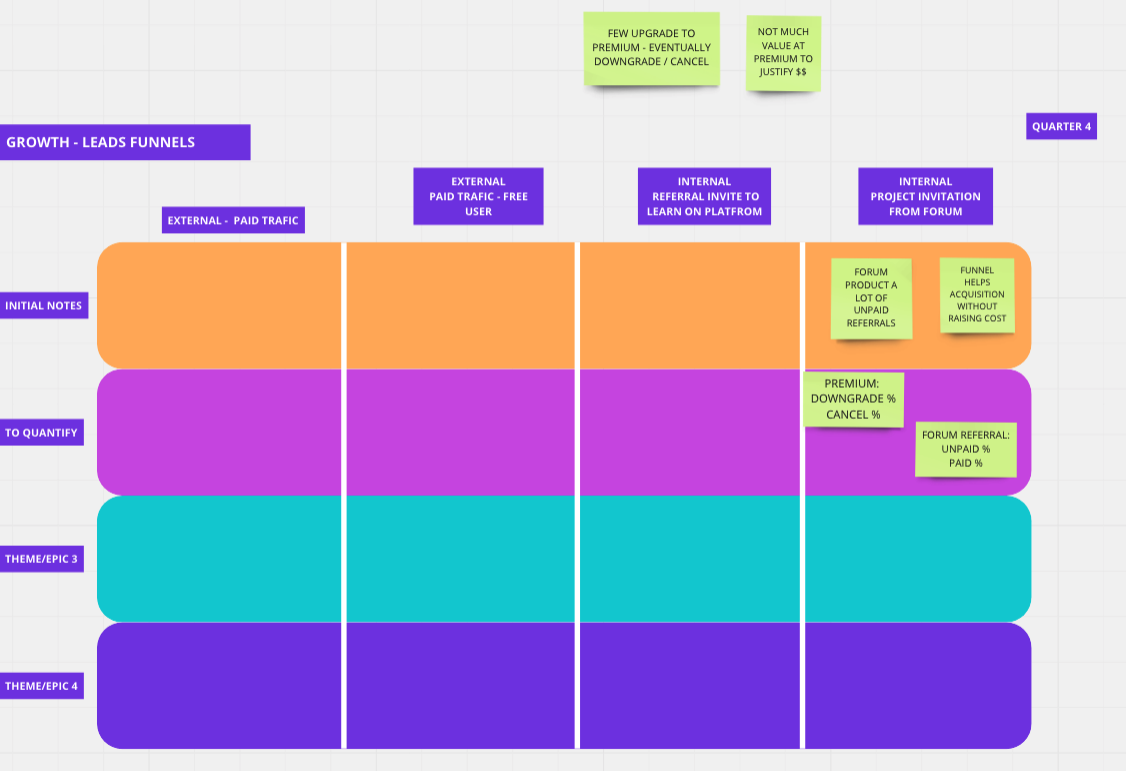 FEW UPGRADE TO
PREMIUM - EVENTUALLY
DOWNGRADE / CANCEL
NOT MUCH
VALUE AT
PREMIUM TO
JUSTIFY $$
QUARTER 4
GROWTH - LEADS FUNNELS
EXTERNAL -  PAID TRAFIC
EXTERNAL
PAID TRAFIC - FREE
USER
INTERNAL
REFERRAL INVITE TO
LEARN ON PLATFROM
INTERNAL
PROJECT INVITATION
FROM FORUM
INITIAL NOTES
FORUM
PRODUCT A
LOT OF
UNPAID
REFERRALS
FUNNEL
HELPS
ACQUISITION
WITHOUT
RAISING COST
TO QUANTIFY
PREMIUM:
DOWNGRADE %
CANCEL %
FORUM REFERRAL:
UNPAID %
PAID %
THEME/EPIC 3
THEME/EPIC 4